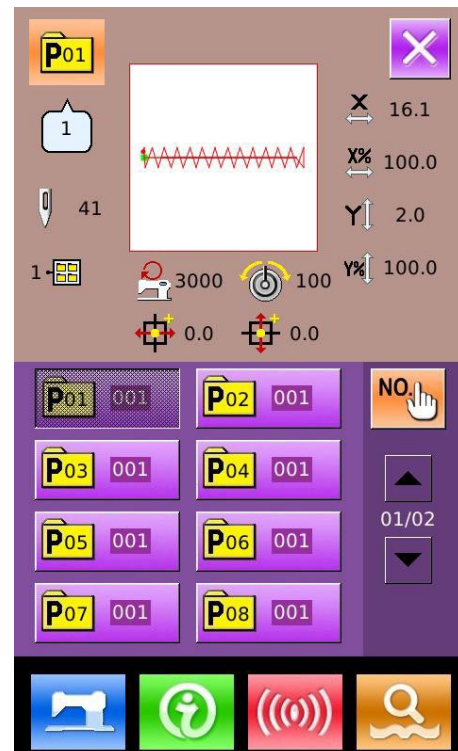 P01
1
X 16.1
X% 100.0
41
Y 2.0
1
3000 100
Y% 100.0
0.0 0.0
P01 001 P02 001
NO.
P03 001 P04 001
01/02
P05 001 P06 001
P07 001 P08 001